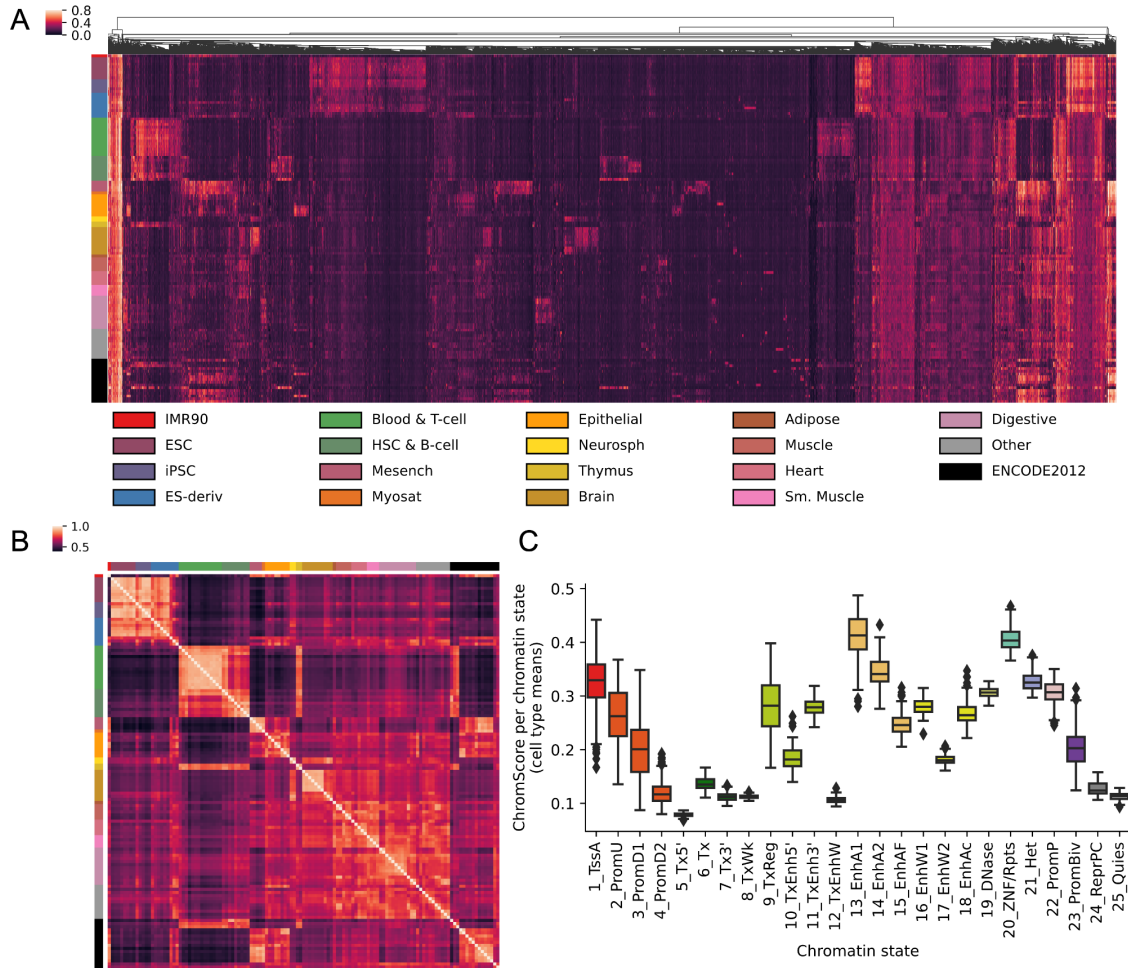 A
0.8
0.4
0.0
IMR90
ESC
iPSC
ES-deriv
Blood & T-cell
HSC & B-cell
Mesench
Myosat
Epithelial
Neurosph
Thymus
Brain
Adipose
Muscle
Heart
Sm. Muscle
Digestive
Other
ENCODE2012
B
1.0
0.5
C
ChromScore per chromatin state
(cell type means)
0.5
0.4
0.3
0.2
0.1
1_TssA
2_PromU
3_PromD1
4_PromD2
5_Tx5'
6_Tx
7_Tx3'
8_TxWk
9_TxReg
10_TxEnh5'
11_TxEnh3'
12_TxEnhW
13_EnhA1
14_EnhA2
15_EnhAF
16_EnhW1
17_EnhW2
18_EnhAc
19_DNase
20_ZNF/Rpts
21_Het
22_PromP
23_PromBiv
24_ReprPC
25_Quies
Chromatin state